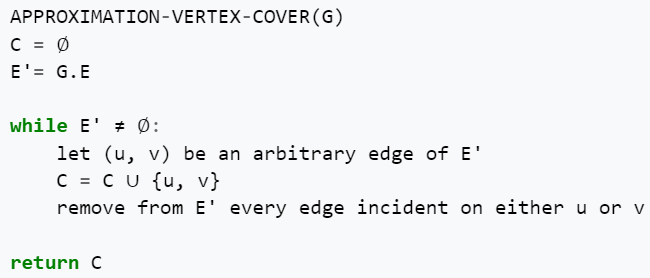 APPROXIMATION-VERTEX-COVER(G)
C = Ø
E'= G.E
while E' ≠ Ø:
    let (u, v) be an arbitrary edge of E'
    C = C ∪ {u, v}
    remove from E' every edge incident on either u or v
return C